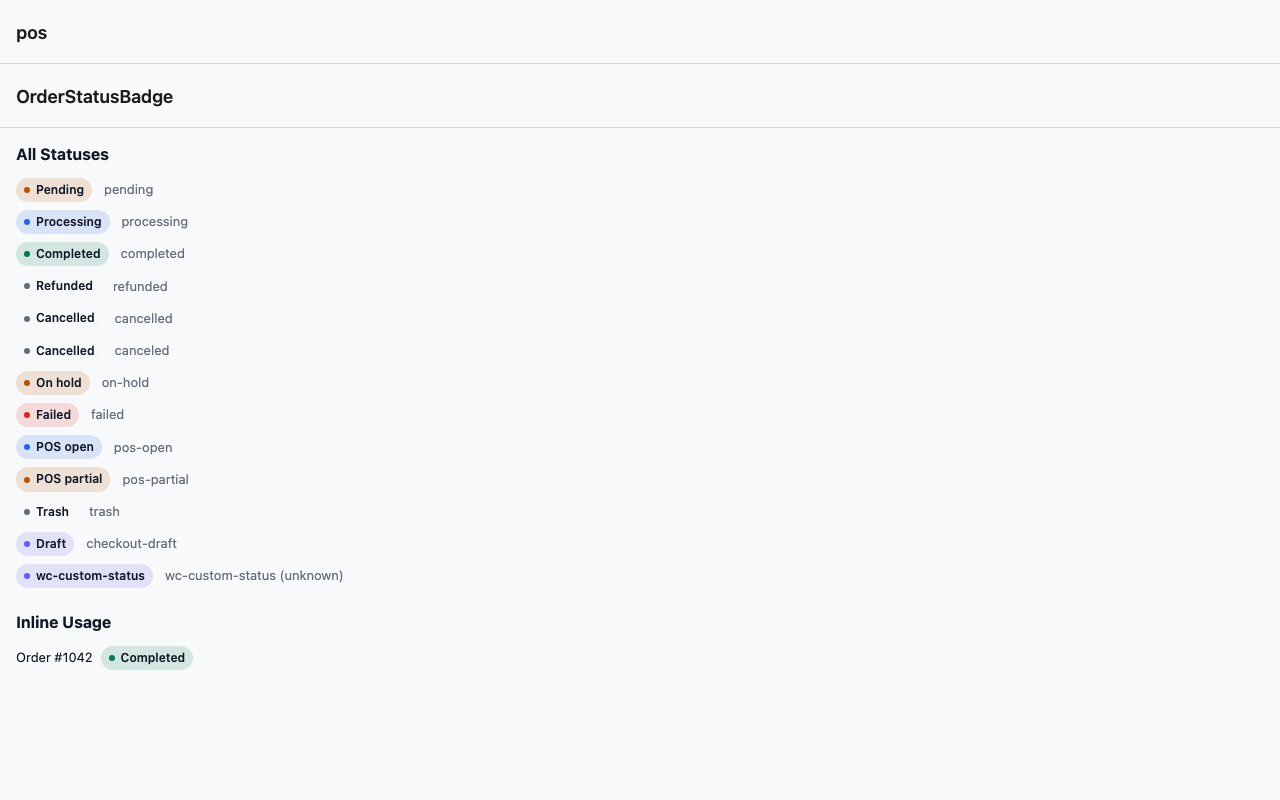 pos
OrderStatusBadge
All Statuses
Pending pending
Processing processing
Completed completed
Refunded refunded
Cancelled cancelled
Cancelled canceled
On hold on-hold
Failed failed
POS open pos-open
POS partial pos-partial
Trash trash
Draft checkout-draft
wc-custom-status wc-custom-status (unknown)
Inline Usage
Order #1042 Completed